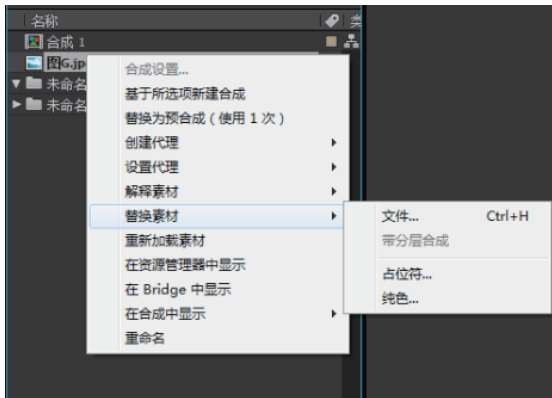 名称
合成 1
图G.jp
未命名
未命名
合成设置...
基于所选项新建合成
替换为预合成（使用 1 次）
创建代理
设置代理
解释素材
替换素材
重新加载素材
在资源管理器中显示
在 Bridge 中显示
在合成中显示
重命名
文件... Ctrl+H
带分层合成
占位符...
纯色...